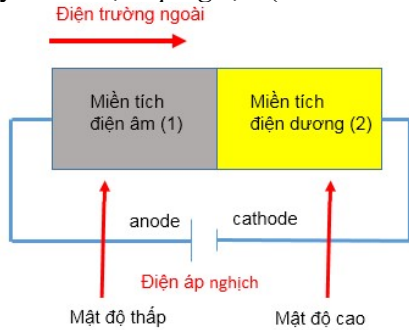 Điện trường ngoài
Miền tích
điện âm (1)
Miền tích
điện dương (2)
anode
cathode
Điện áp nghịch
Mật độ thấp
Mật độ cao